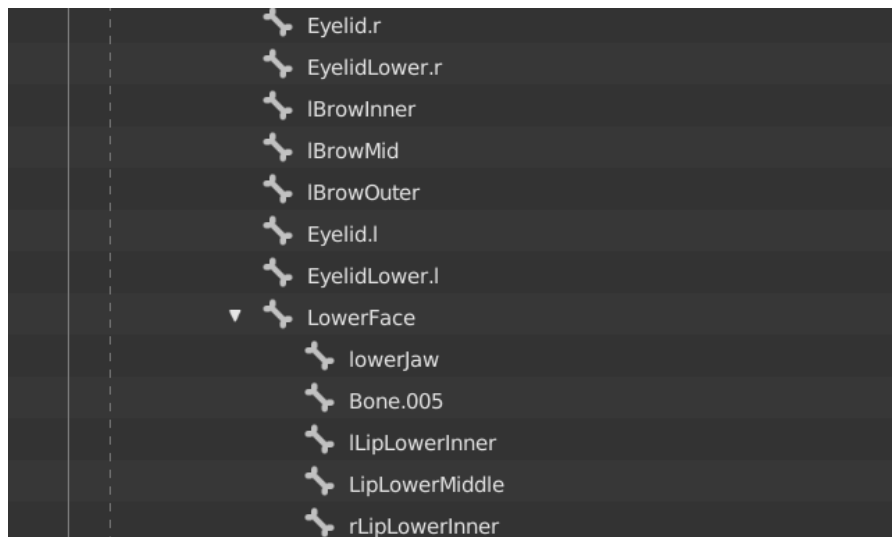 Eyelid.r
EyelidLower.r
lBrowInner
lBrowMid
lBrowOuter
Eyelid.l
EyelidLower.l
LowerFace
lowerJaw
Bone.005
lLipLowerInner
LipLowerMiddle
rLipLowerInner